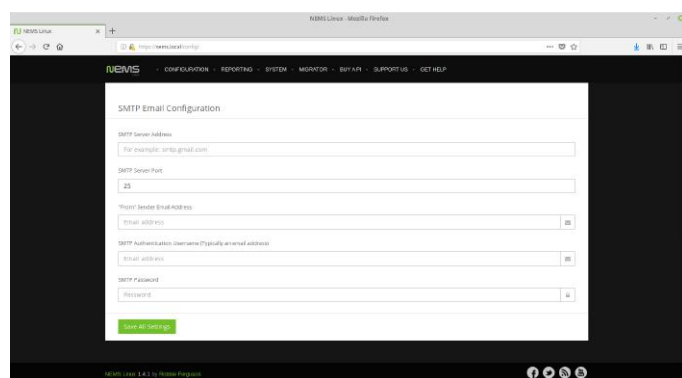 NEMS Linux - Mozilla Firefox
NEMS Linux
https://nems.local/config/
NEMS
CONFIGURATION - REPORTING - SYSTEM - MIGRATOR - BUY A PI - SUPPORT US - GET HELP
SMTP Email Configuration
SMTP Server Address
For example: smtp.gmail.com
SMTP Server Port
25
"From" Sender Email Address
Email address
SMTP Authentication Username (Typically an email address)
Email address
SMTP Password
Password
Save All Settings
NEMS Linux 1.4.1 by Robbie Ferguson